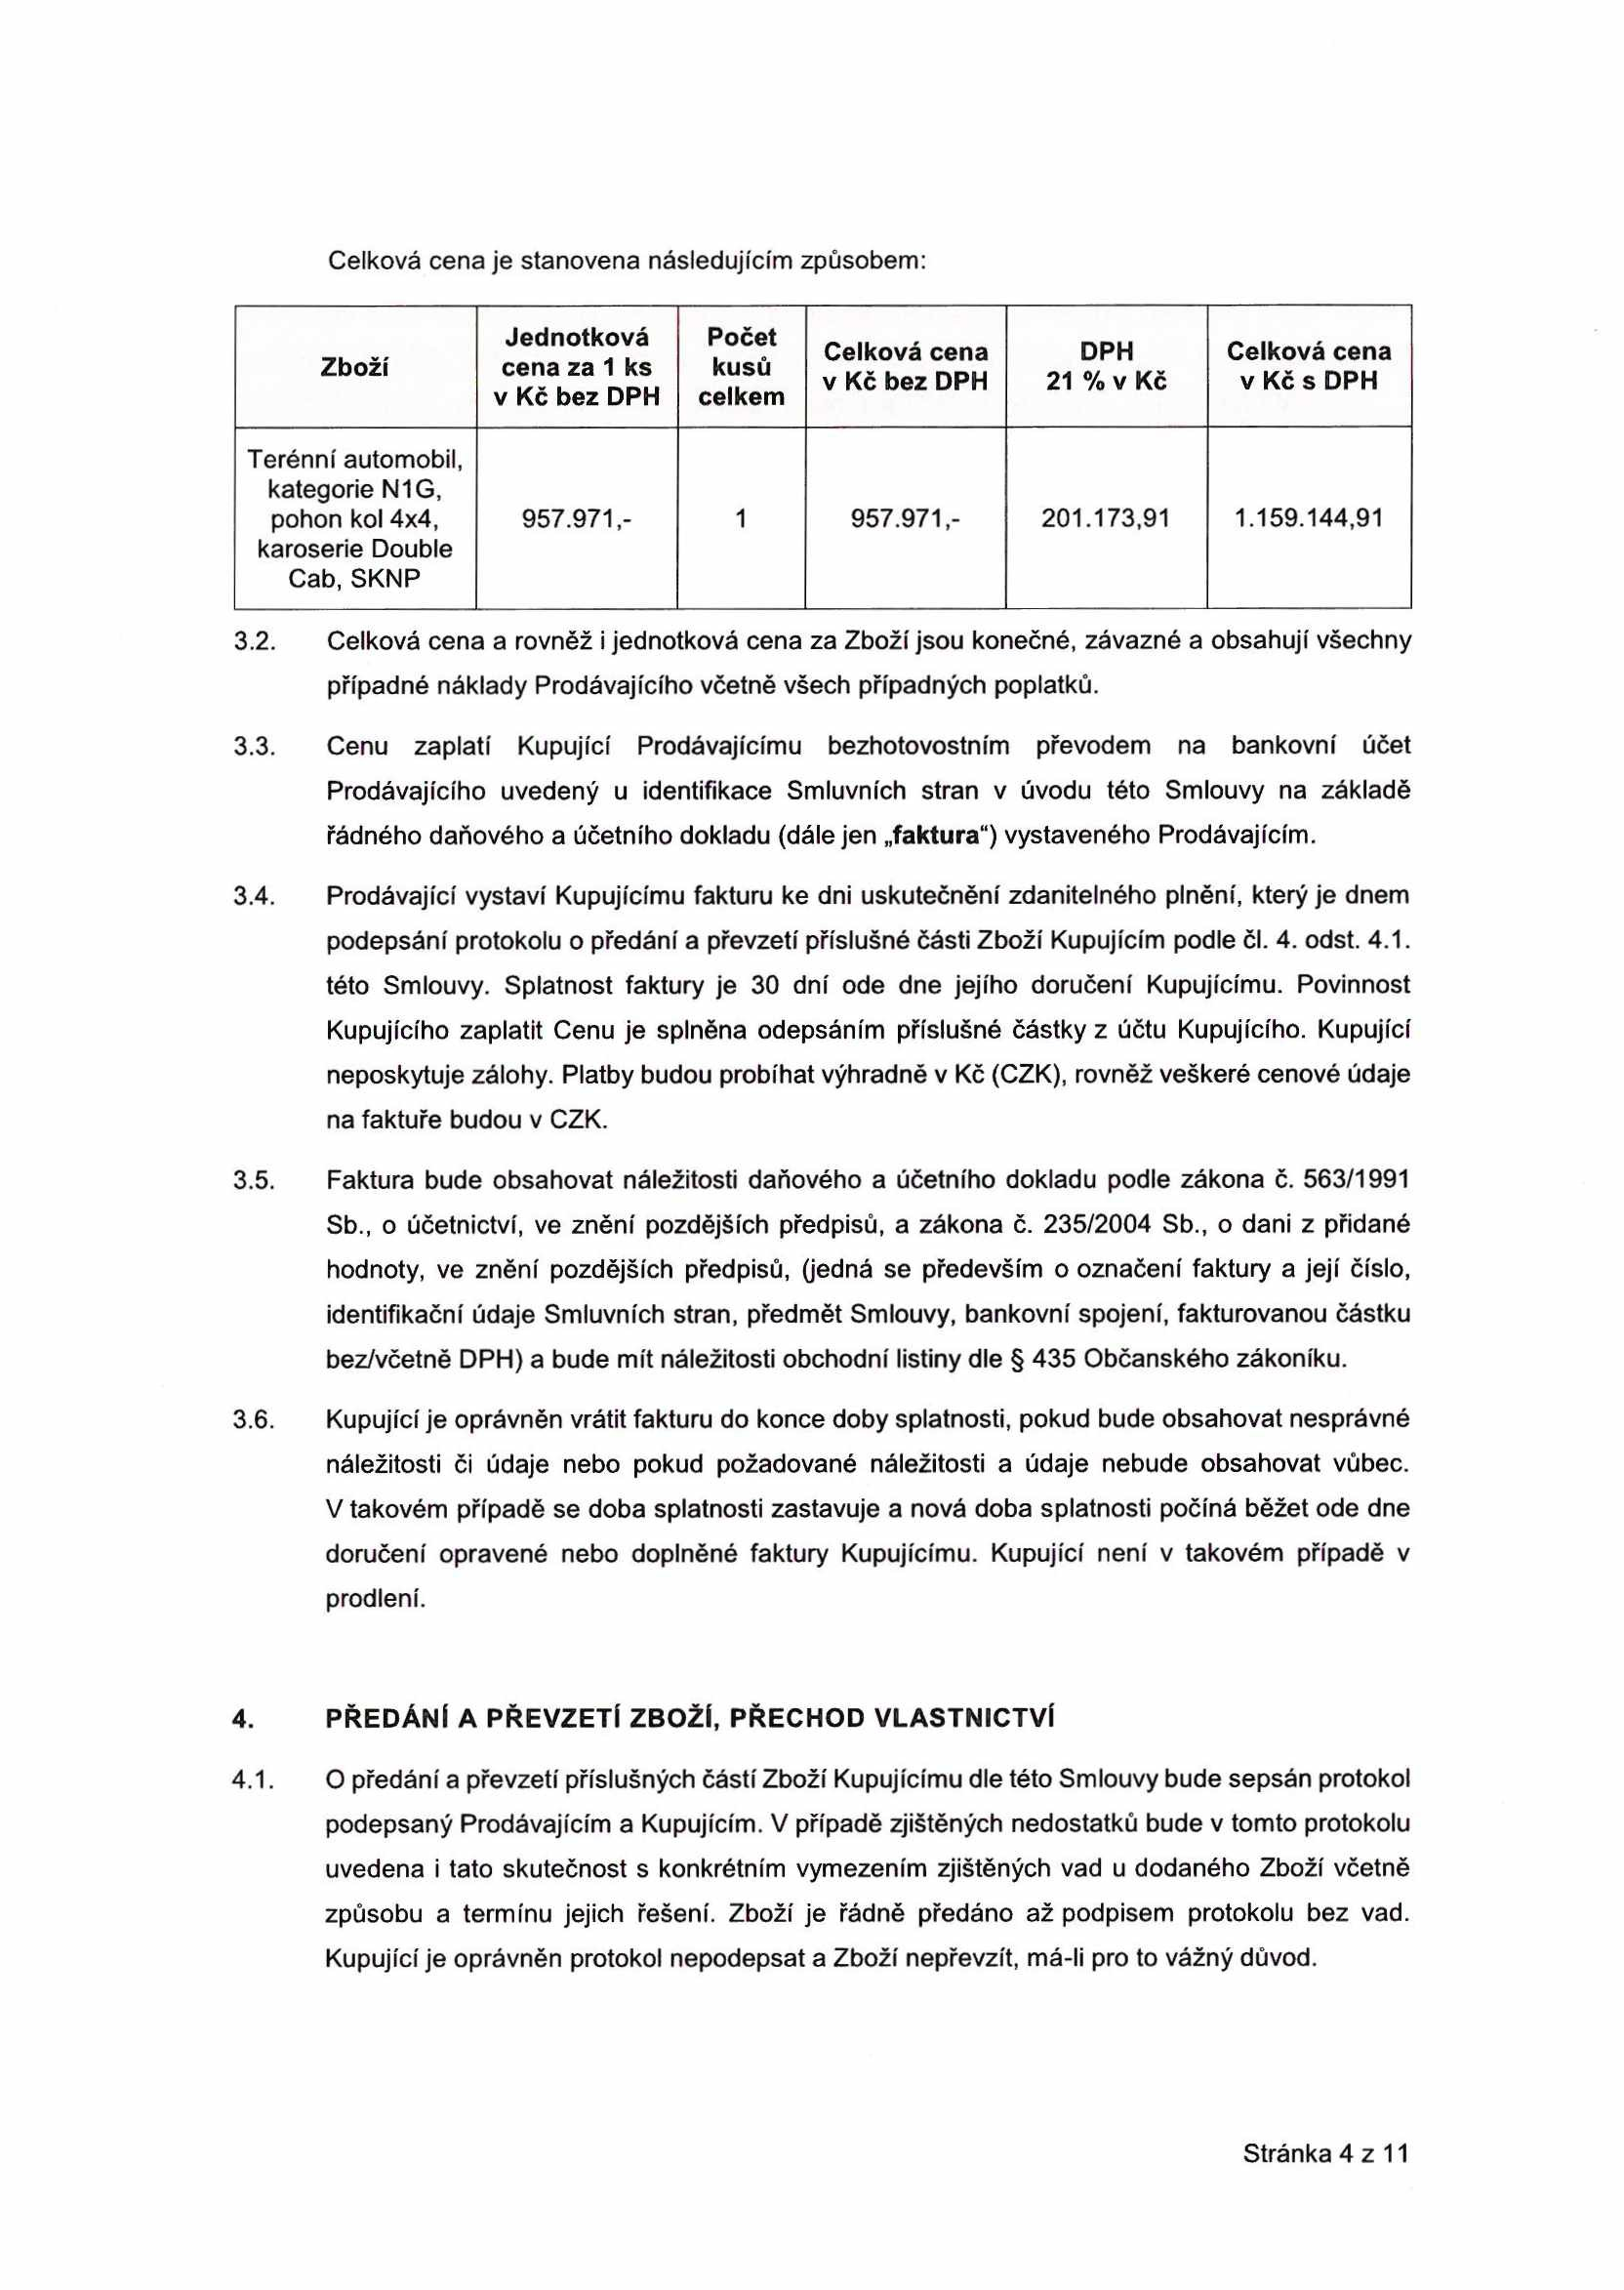 Celková cena je stanovena následujícím způsobem:
Zboží
Jednotková
cena za 1 ks
v Kč bez DPH
Počet
kusů
celkem
Celková cena
v Kč bez DPH
DPH
21 % v Kč
Celková cena
v Kč s DPH
Terénní automobil,
kategorie N1G,
pohon kol 4x4,
karoserie Double
Cab, SKNP
957.971,-
1
957.971,-
201.173,91
1.159.144,91
3.2. Celková cena a rovněž i jednotková cena za Zboží jsou konečné, závazné a obsahují všechny
případné náklady Prodávajícího včetně všech případných poplatků.
3.3. Cenu zaplatí Kupující Prodávajícímu bezhotovostním převodem na bankovní účet
Prodávajícího uvedený u identifikace Smluvních stran v úvodu této Smlouvy na základě
řádného daňového a účetního dokladu (dále jen „faktura“) vystaveného Prodávajícím.
3.4. Prodávající vystaví Kupujícímu fakturu ke dni uskutečnění zdanitelného plnění, který je dnem
podepsání protokolu o předání a převzetí příslušné části Zboží Kupujícím podle čl. 4. odst. 4.1.
této Smlouvy. Splatnost faktury je 30 dní ode dne jejího doručení Kupujícímu. Povinnost
Kupujícího zaplatit Cenu je splněna odepsáním příslušné částky z účtu Kupujícího. Kupující
neposkytuje zálohy. Platby budou probíhat výhradně v Kč (CZK), rovněž veškeré cenové údaje
na faktuře budou v CZK.
3.5. Faktura bude obsahovat náležitosti daňového a účetního dokladu podle zákona č. 563/1991
Sb., o účetnictví, ve znění pozdějších předpisů, a zákona č. 235/2004 Sb., o dani z přidané
hodnoty, ve znění pozdějších předpisů, (jedná se především o označení faktury a její číslo,
identifikační údaje Smluvních stran, předmět Smlouvy, bankovní spojení, fakturovanou částku
bez/včetně DPH) a bude mít náležitosti obchodní listiny dle § 435 Občanského zákoníku.
3.6. Kupující je oprávněn vrátit fakturu do konce doby splatnosti, pokud bude obsahovat nesprávné
náležitosti či údaje nebo pokud požadované náležitosti a údaje nebude obsahovat vůbec.
V takovém případě se doba splatnosti zastavuje a nová doba splatnosti počíná běžet ode dne
doručení opravené nebo doplněné faktury Kupujícímu. Kupující není v takovém případě v
prodlení.
4. PŘEDÁNÍ A PŘEVZETÍ ZBOŽÍ, PŘECHOD VLASTNICTVÍ
4.1. O předání a převzetí příslušných částí Zboží Kupujícímu dle této Smlouvy bude sepsán protokol
podepsaný Prodávajícím a Kupujícím. V případě zjištěných nedostatků bude v tomto protokolu
uvedena i tato skutečnost s konkrétním vymezením zjištěných vad u dodaného Zboží včetně
způsobu a termínu jejich řešení. Zboží je řádně předáno až podpisem protokolu bez vad.
Kupující je oprávněn protokol nepodepsat a Zboží nepřevzít, má-li pro to vážný důvod.
Stránka 4 z 11